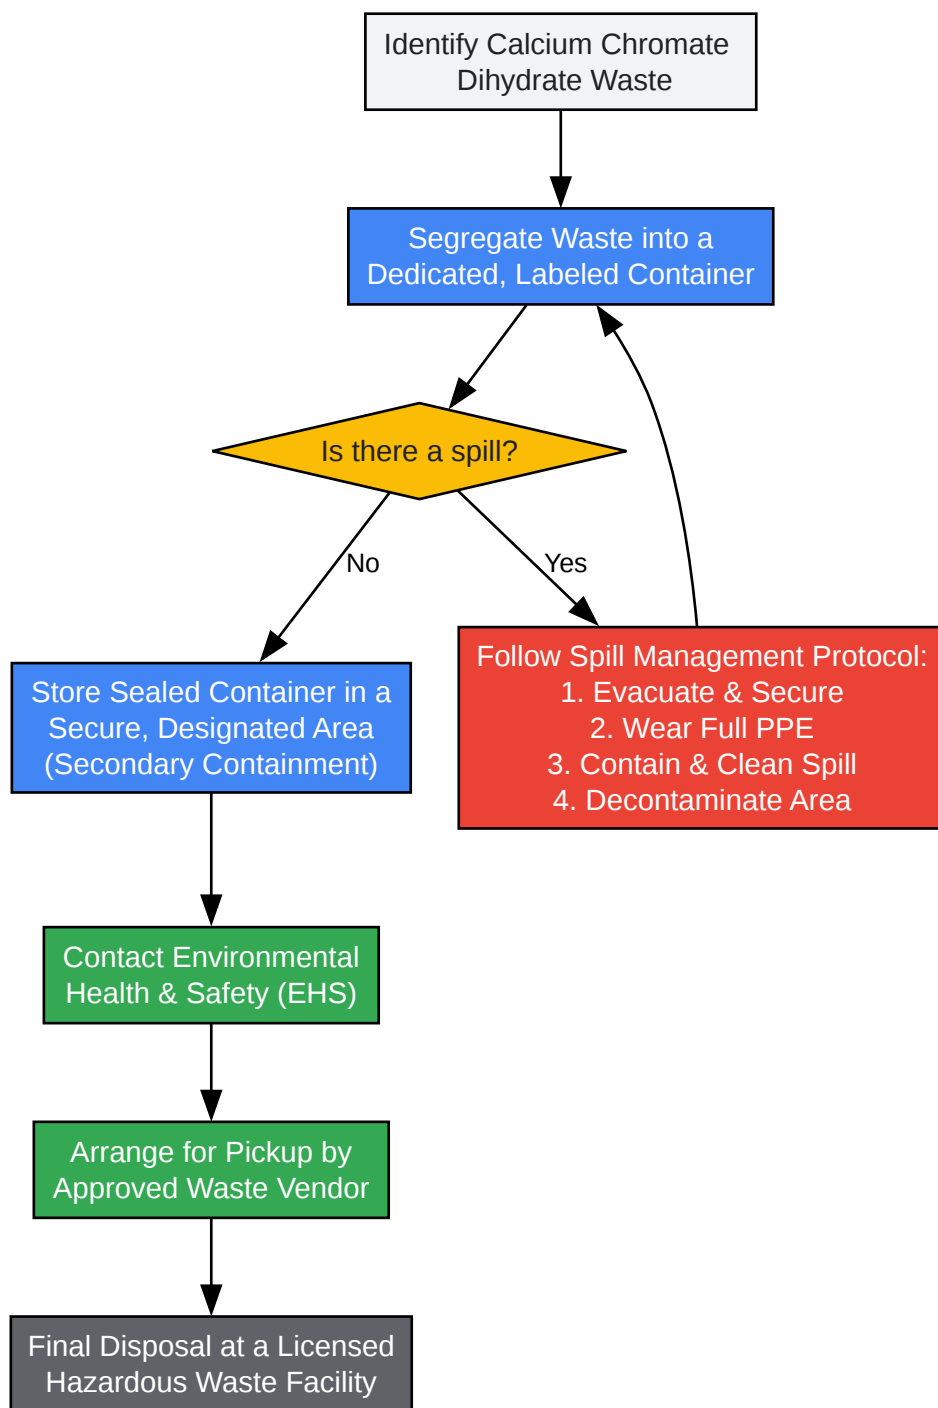 Identify Calcium Chromate
Dihydrate Waste
Segregate Waste into a
Dedicated, Labeled Container
Is there a spill?
No
Yes
Follow Spill Management Protocol:
1. Evacuate & Secure
2. Wear Full PPE
3. Contain & Clean Spill
4. Decontaminate Area
Store Sealed Container in a
Secure, Designated Area
(Secondary Containment)
Contact Environmental
Health & Safety (EHS)
Arrange for Pickup by
Approved Waste Vendor
Final Disposal at a Licensed
Hazardous Waste Facility